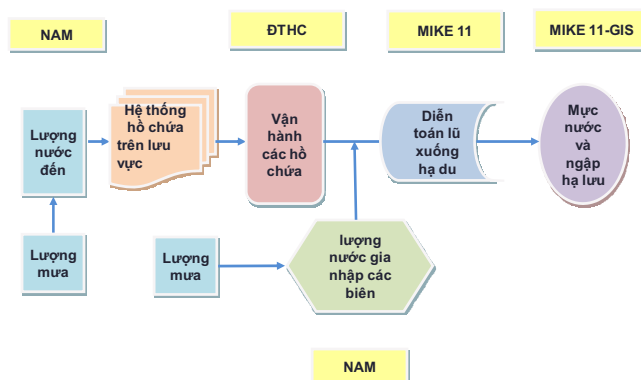 NAM
ĐTHC
MIKE 11
MIKE 11-GIS
Lượng
nước
đến
Hệ thống
hồ chứa
trên lưu
vực
Vận
hành
các hồ
chứa
Diễn
toán lũ
xuống
hạ du
Mực
nước
và
ngập
hạ lưu
Lượng
mưa
Lượng
mưa
lượng
nước gia
nhập các
biên
NAM